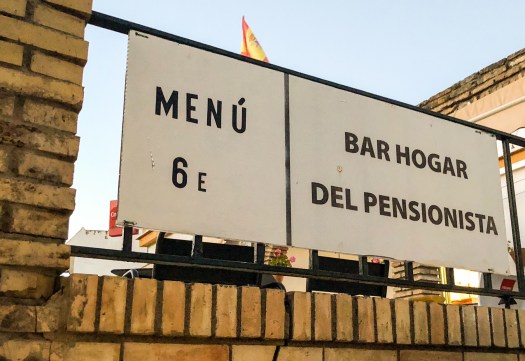 MENÚ
6 E
BAR HOGAR
DEL PENSIONISTA